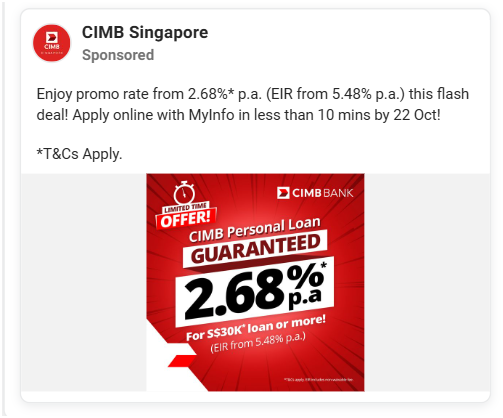 CIMB Singapore
Sponsored
Enjoy promo rate from 2.68%* p.a. (EIR from 5.48% p.a.) this flash
deal! Apply online with MyInfo in less than 10 mins by 22 Oct!
*T&Cs Apply.
CIMB
CIMB BANK
LIMITED TIME
OFFER!
CIMB Personal Loan
GUARANTEED
2.68%*
p.a
For S$30K* loan or more!
(EIR from 5.48% p.a.)